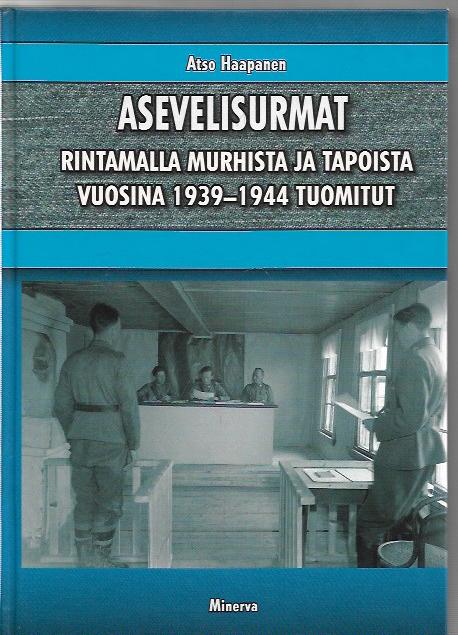 Atso Haapanen
ASEVELISURMAT
RINTAMALLA MURHISTA JA TAPOISTA
VUOSINA 1939–1944 TUOMITUT
Minerva